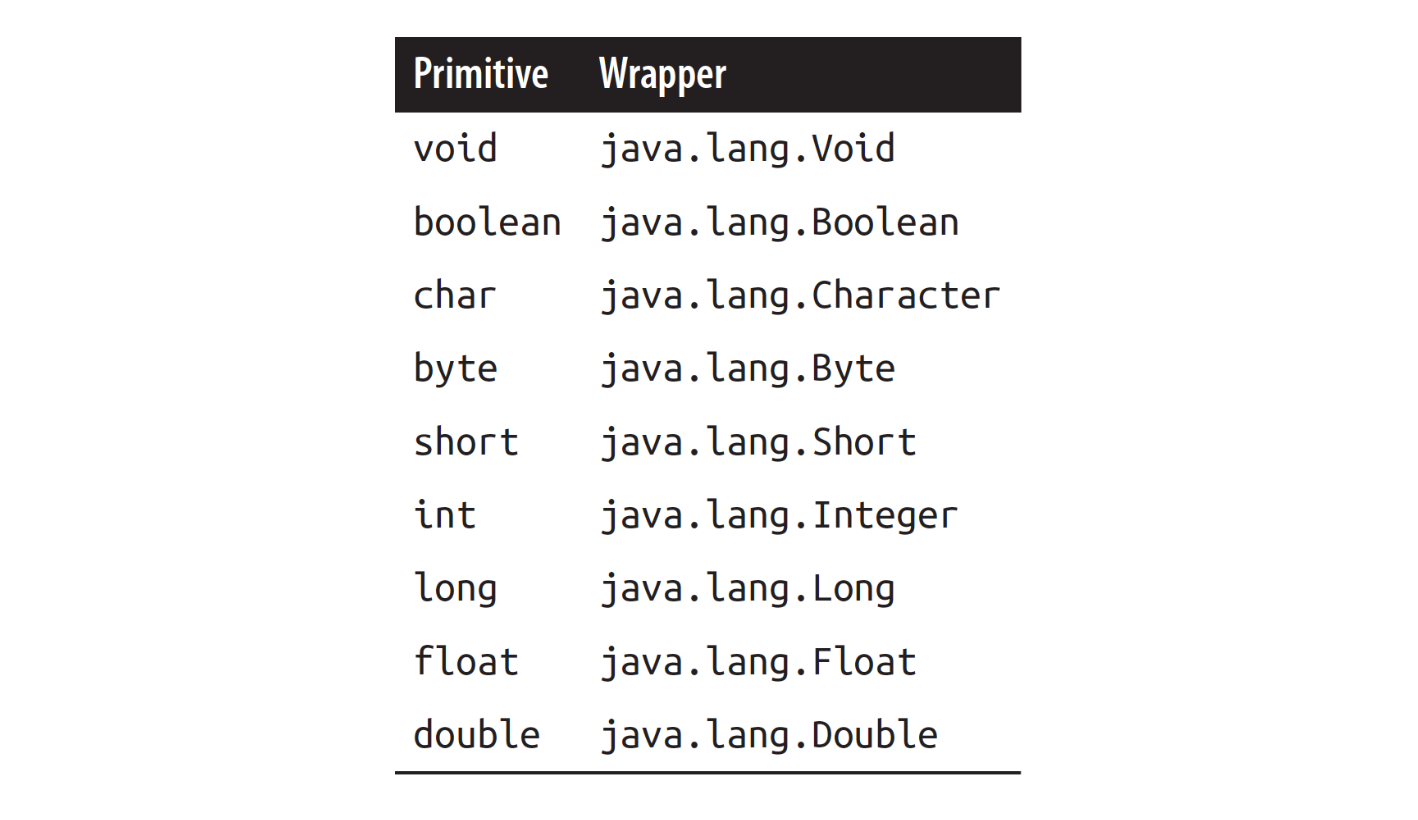 Primitive Wrapper
void java.lang.Void
boolean java.lang.Boolean
char java.lang.Character
byte java.lang.Byte
short java.lang.Short
int java.lang.Integer
long java.lang.Long
float java.lang.Float
double java.lang.Double